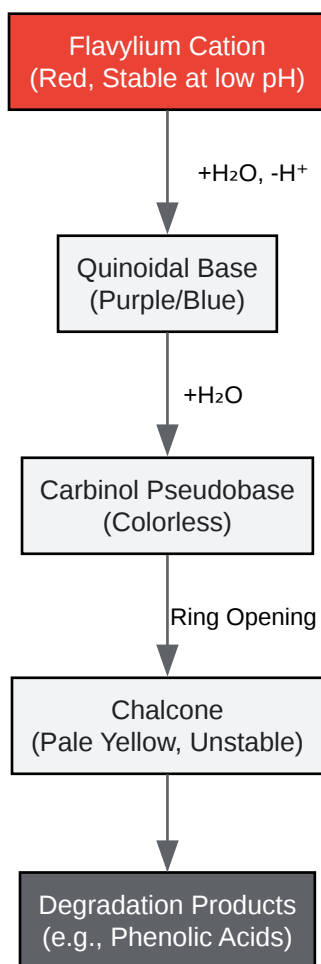 Flavylium Cation
(Red, Stable at low pH)
+H₂O, -H⁺
Quinoidal Base
(Purple/Blue)
+H₂O
Carbinol Pseudobase
(Colorless)
Ring Opening
Chalcone
(Pale Yellow, Unstable)
Degradation Products
(e.g., Phenolic Acids)